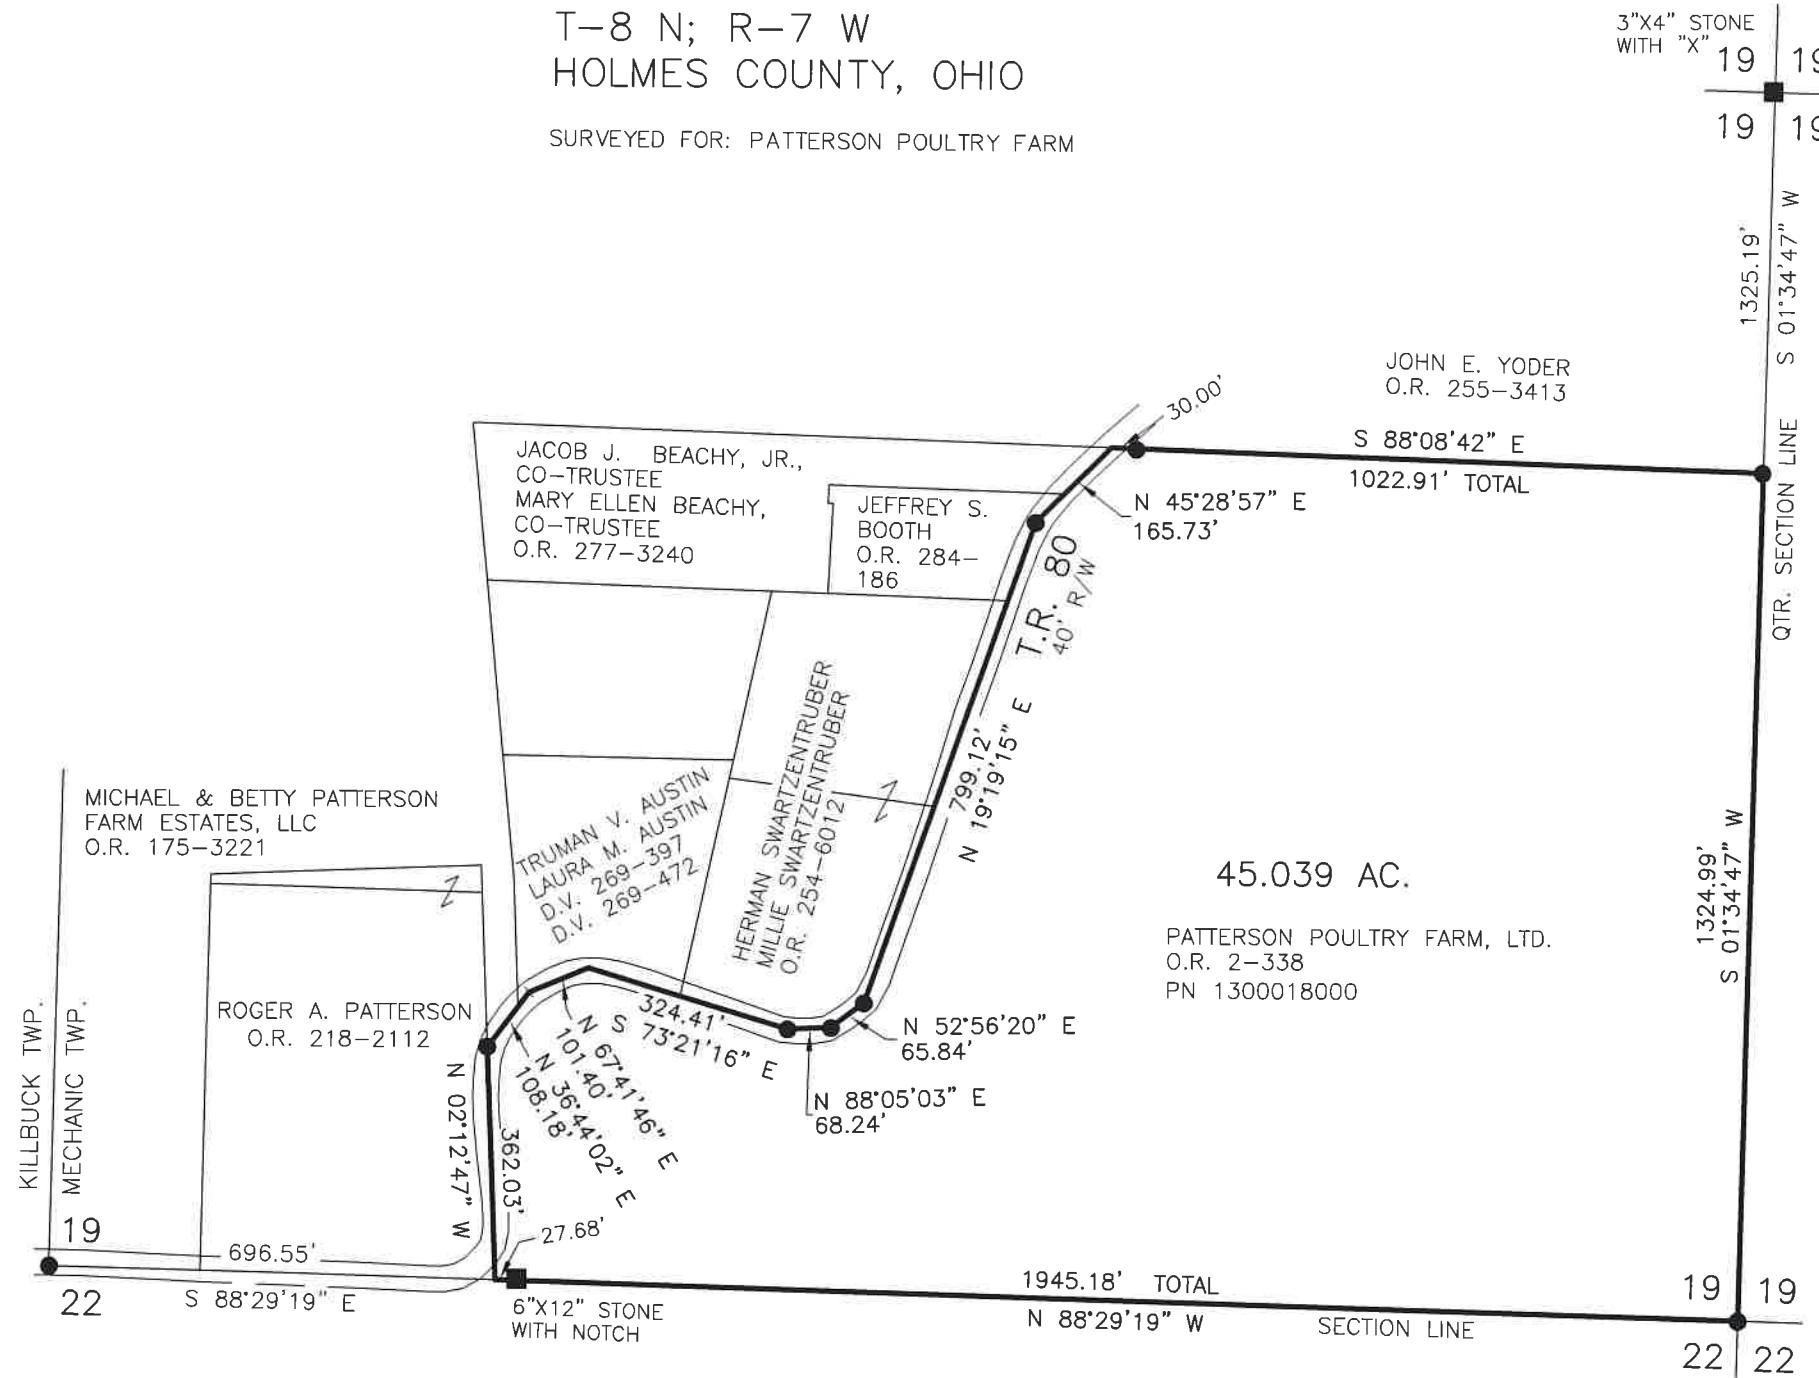 T-8 N; R-7 W
HOLMES COUNTY, OHIO
SURVEYED FOR: PATTERSON POULTRY FARM
3"X4" STONE
WITH "X"
19
19
19
19
1325.19'
S 01°34'47" W
QTR. SECTION LINE
JOHN E. YODER
O.R. 255-3413
30.00'
S 88°08'42" E
1022.91' TOTAL
N 45°28'57" E
165.73'
JACOB J. BEACHY, JR.,
CO-TRUSTEE
MARY ELLEN BEACHY,
CO-TRUSTEE
O.R. 277-3240
JEFFREY S.
BOOTH
O.R. 284-
186
T.R. 80
40' R/W
799.12'
N 19°19'15" E
HERMAN SWARTZENTRUBER
MILLIE SWARTZENTRUBER
O.R. 254-6012
TRUMAN V. AUSTIN
LAURA M. AUSTIN
D.V. 269-397
D.V. 269-472
MICHAEL & BETTY PATTERSON
FARM ESTATES, LLC
O.R. 175-3221
45.039 AC.
PATTERSON POULTRY FARM, LTD.
O.R. 2-338
PN 1300018000
1324.99'
S 01°34'47" W
ROGER A. PATTERSON
O.R. 218-2112
KILLBUCK TWP.
MECHANIC TWP.
324.41'
S 73°21'16" E
N 52°56'20" E
65.84'
N 88°05'03" E
68.24'
N 67°41'46" E
101.40'
N 36°44'02" E
108.18'
N 02°12'47" W
362.03'
27.68'
19
22
696.55'
S 88°29'19" E
6"X12" STONE
WITH NOTCH
1945.18' TOTAL
N 88°29'19" W
SECTION LINE
19
19
22
22